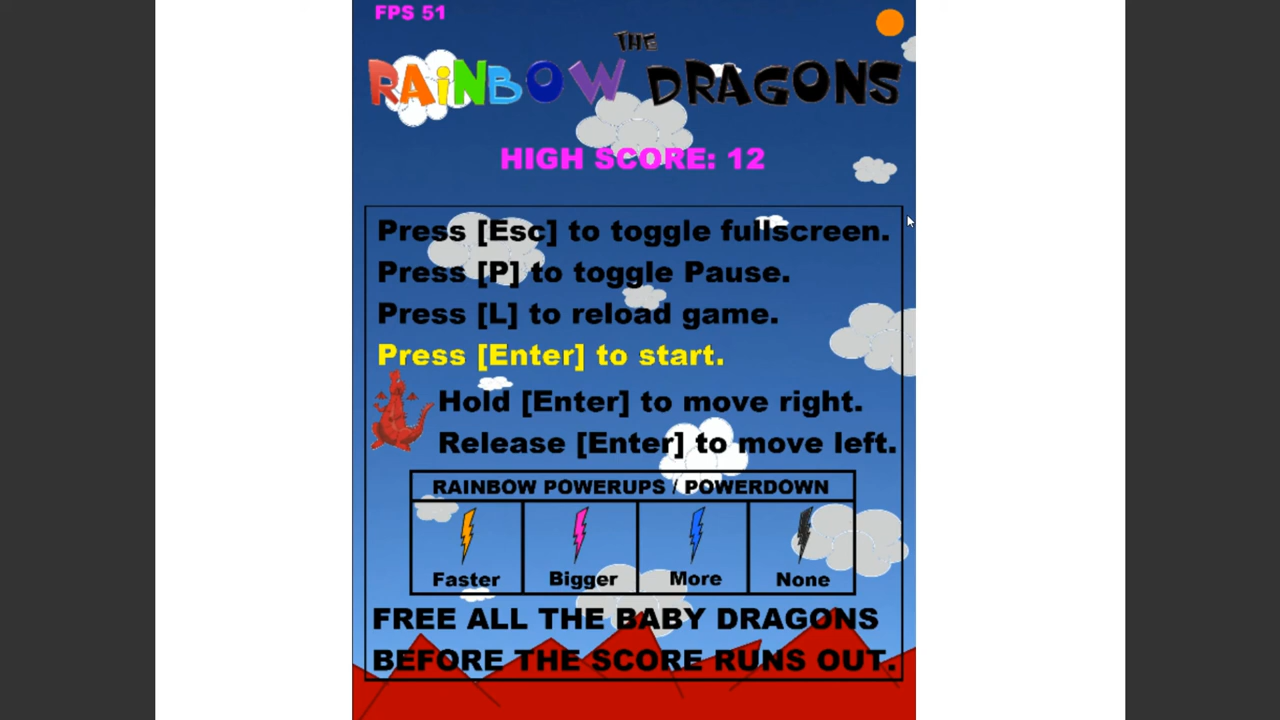 FPS 51
THE
RAiNBOW DRAGONS
HIGH SCORE: 12
Press [Esc] to toggle fullscreen.
Press [P] to toggle Pause.
Press [L] to reload game.
Press [Enter] to start.
Hold [Enter] to move right.
Release [Enter] to move left.
RAINBOW POWERUPS / POWERDOWN
Faster Bigger More None
FREE ALL THE BABY DRAGONS
BEFORE THE SCORE RUNS OUT.